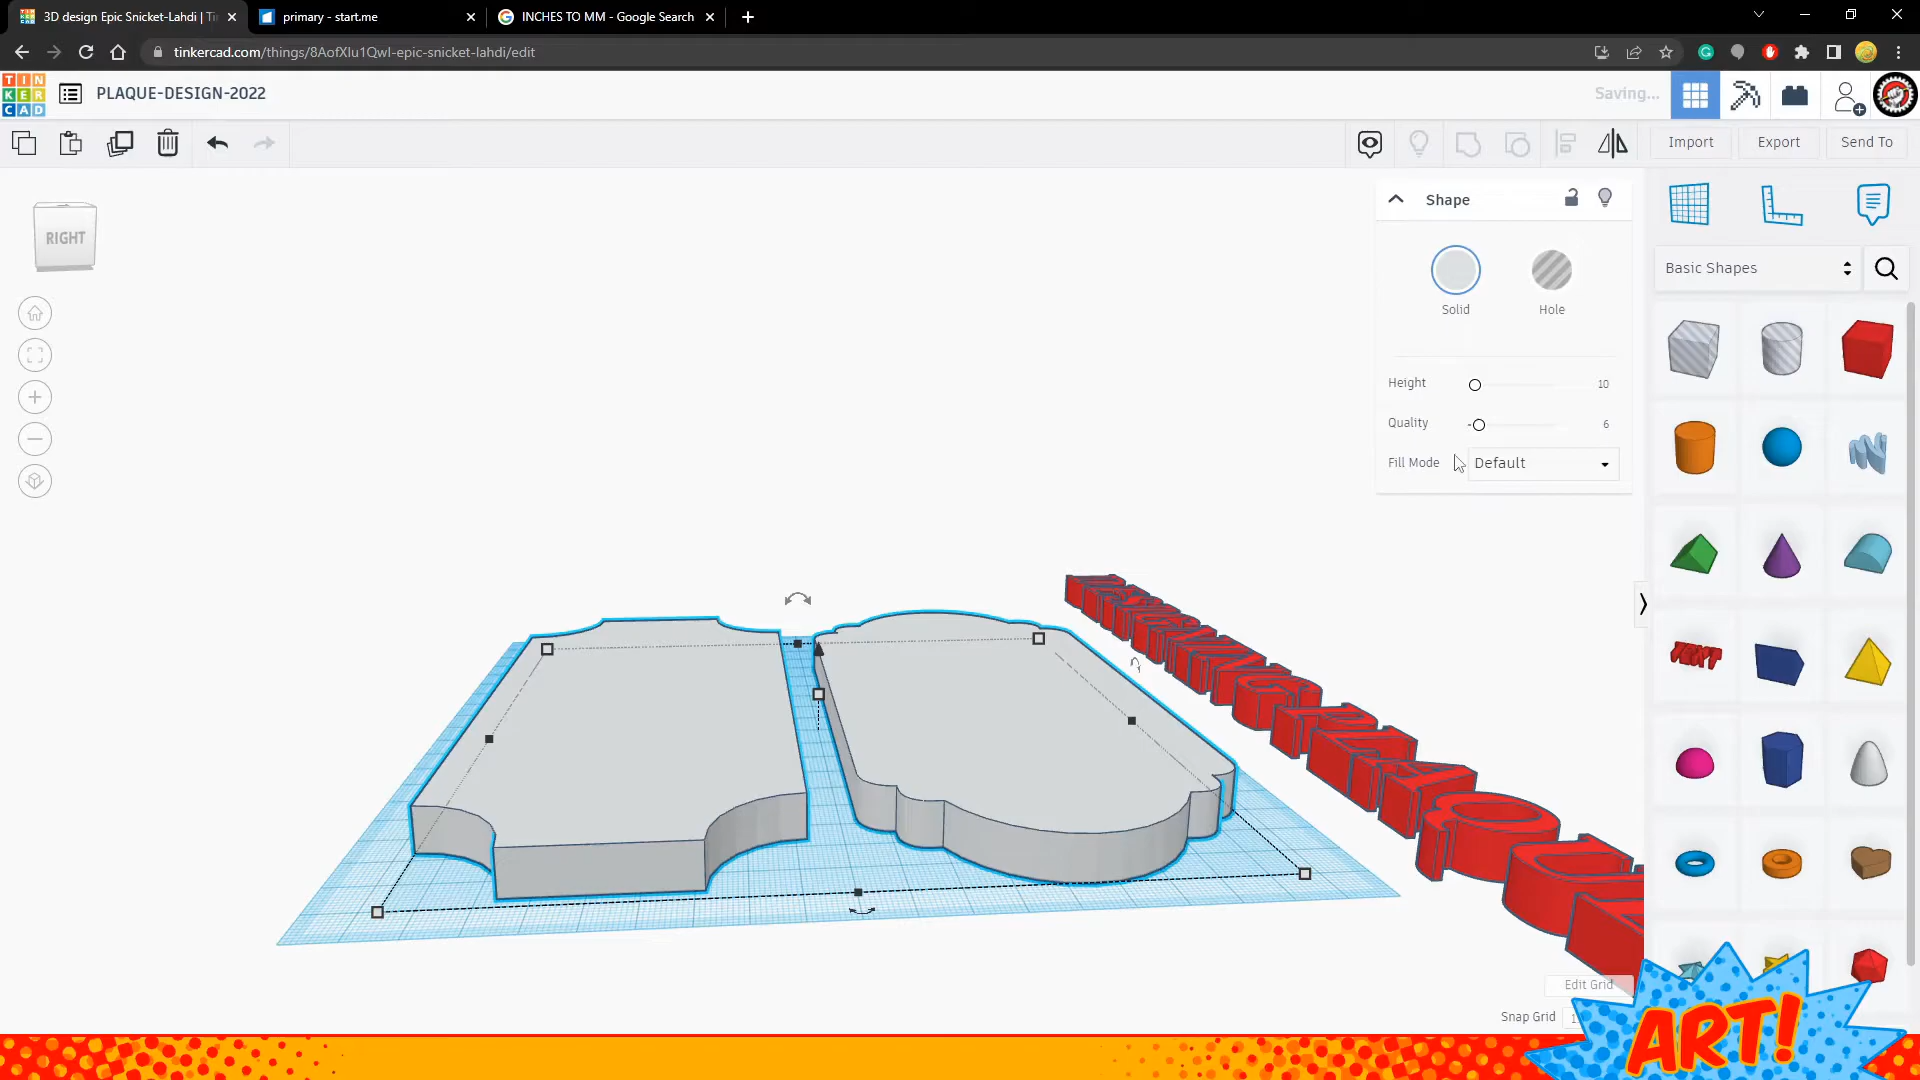 3D design Epic Snicket-Lahdi | Ti
primary - start.me
INCHES TO MM - Google Search
tinkercad.com/things/8AofXlu1Qwl-epic-snicket-lahdi/edit
TIN
KER
CAD
PLAQUE-DESIGN-2022
Saving...
Import
Export
Send To
RIGHT
Shape
Solid
Hole
Height
10
Quality
6
Fill Mode
Default
Basic Shapes
TEXT
Edit Grid
Snap Grid
ART!